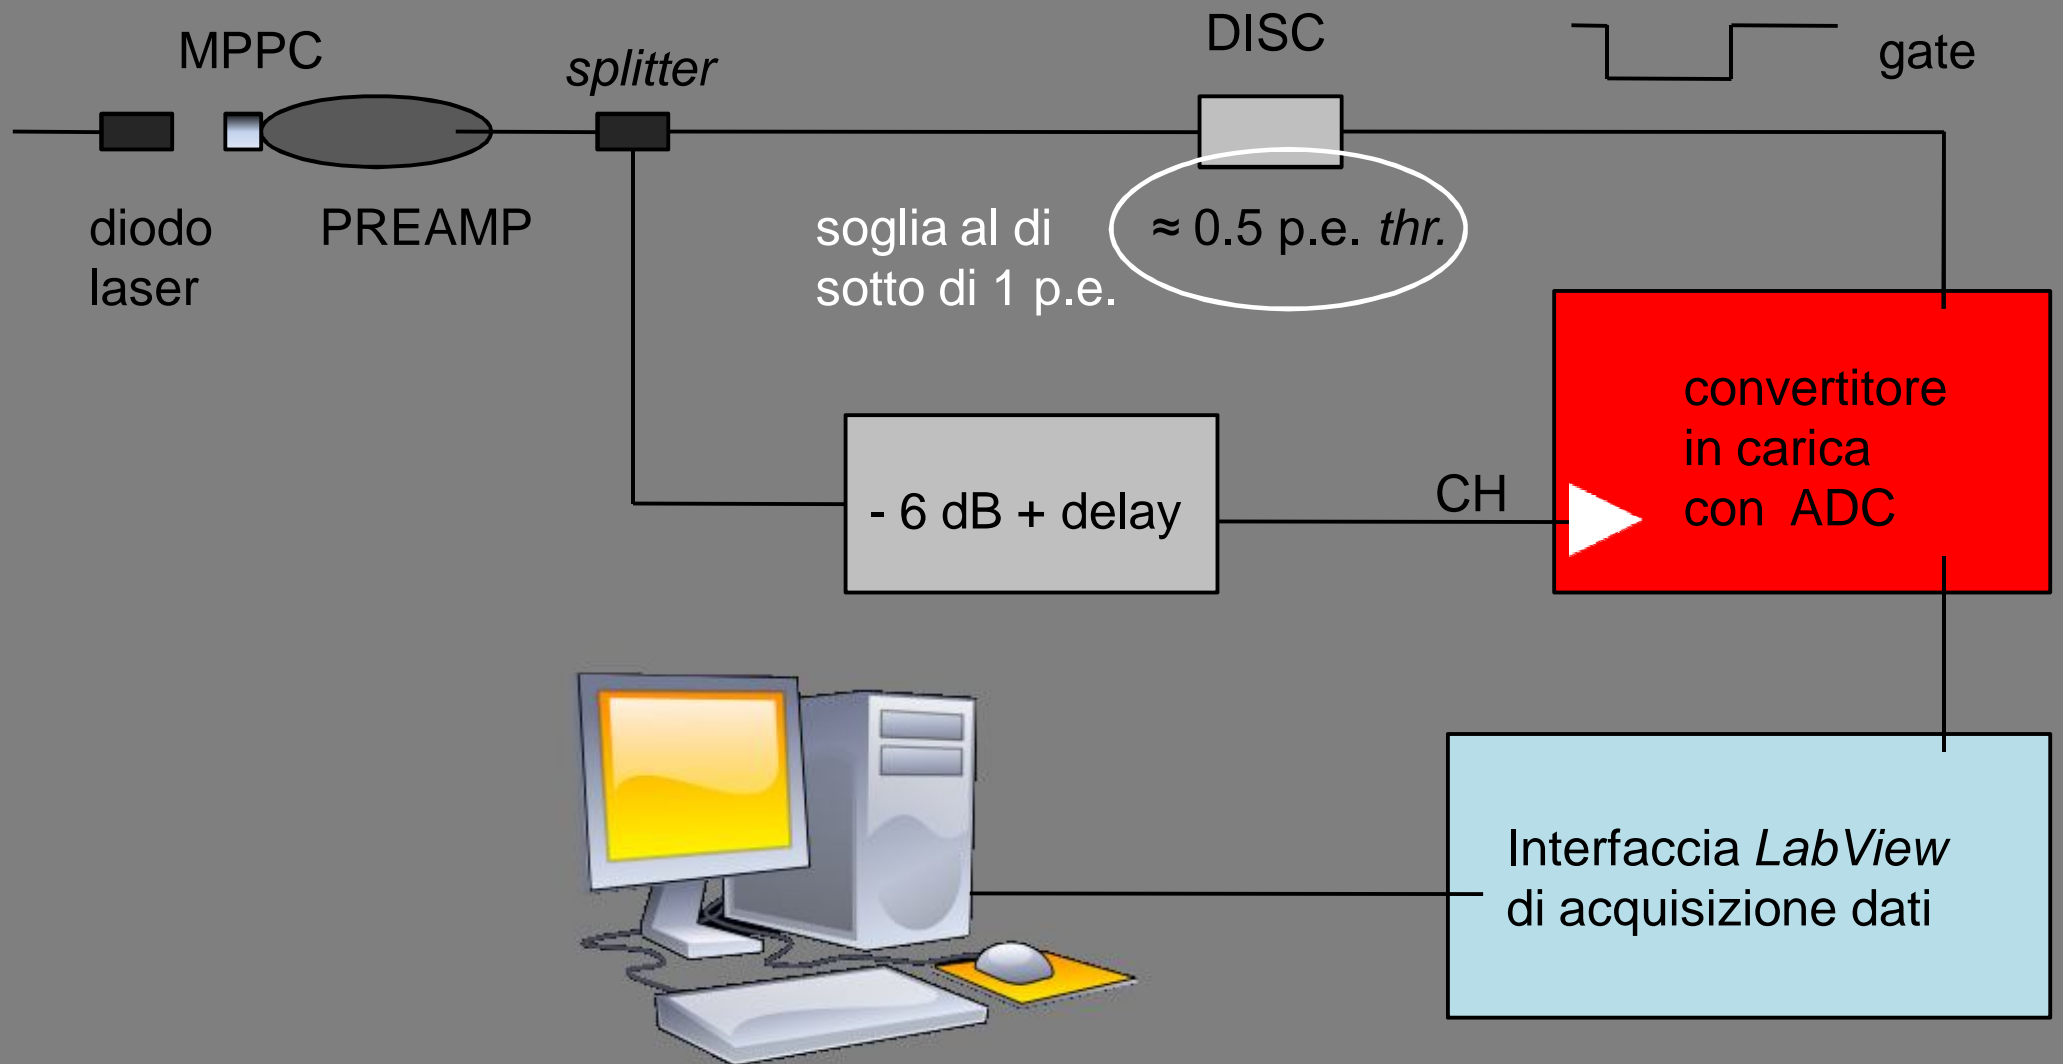 MPPC
splitter
DISC
gate
diodo
laser
PREAMP
soglia al di
sotto di 1 p.e.
≈ 0.5 p.e. thr.
convertitore
in carica
con ADC
- 6 dB + delay
CH
Interfaccia LabView
di acquisizione dati